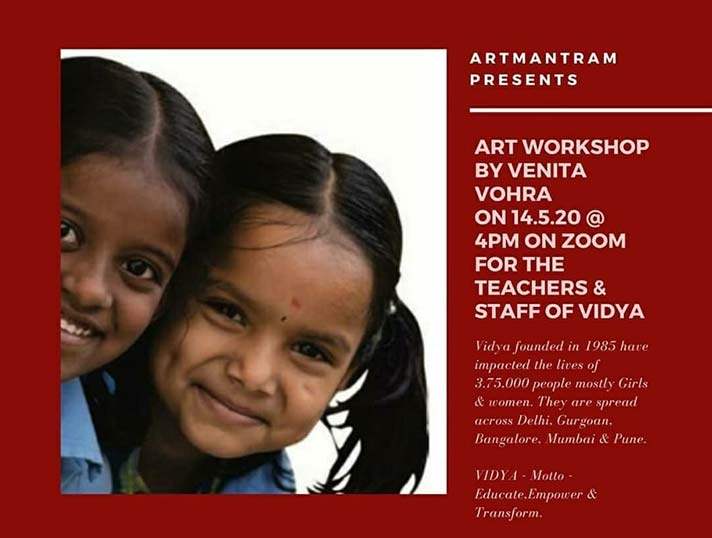 ARTMANTRAM
PRESENTS
ART WORKSHOP
BY VENITA
VOHRA
ON 14.5.20 @
4PM ON ZOOM
FOR THE
TEACHERS &
STAFF OF VIDYA
Vidya founded in 1985 have
impacted the lives of
3.75.000 people mostly Girls
& women. They are spread
across Delhi, Gurgoan,
Bangalore, Mumbai & Pune.
VIDYA - Motto -
Educate.Empower &
Transform.